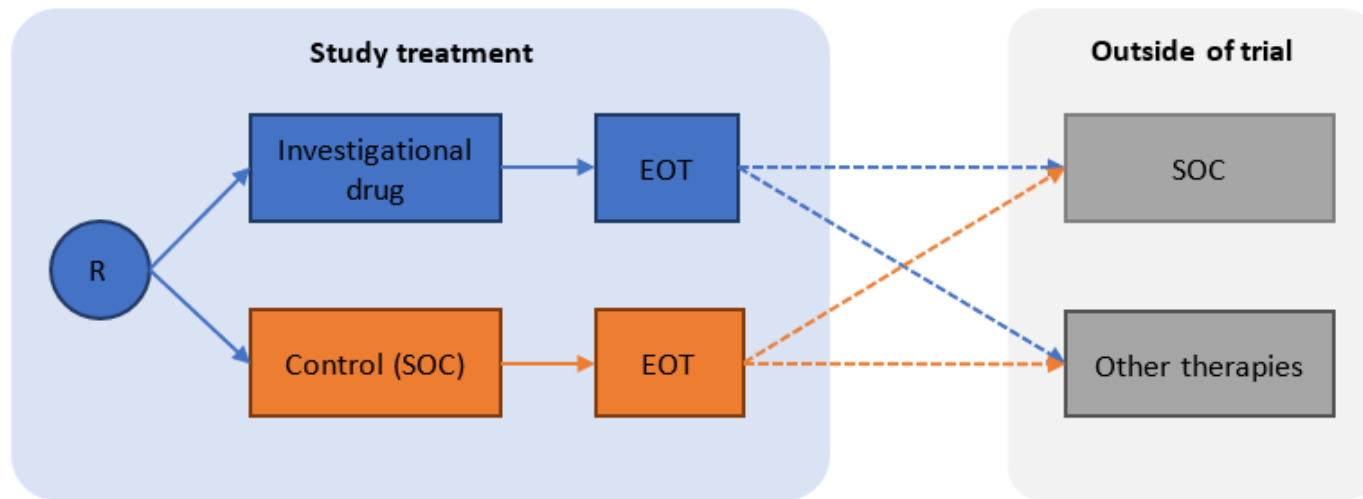 Study treatment
Outside of trial
Investigational
drug
EOT
SOC
R
Control (SOC)
EOT
Other therapies